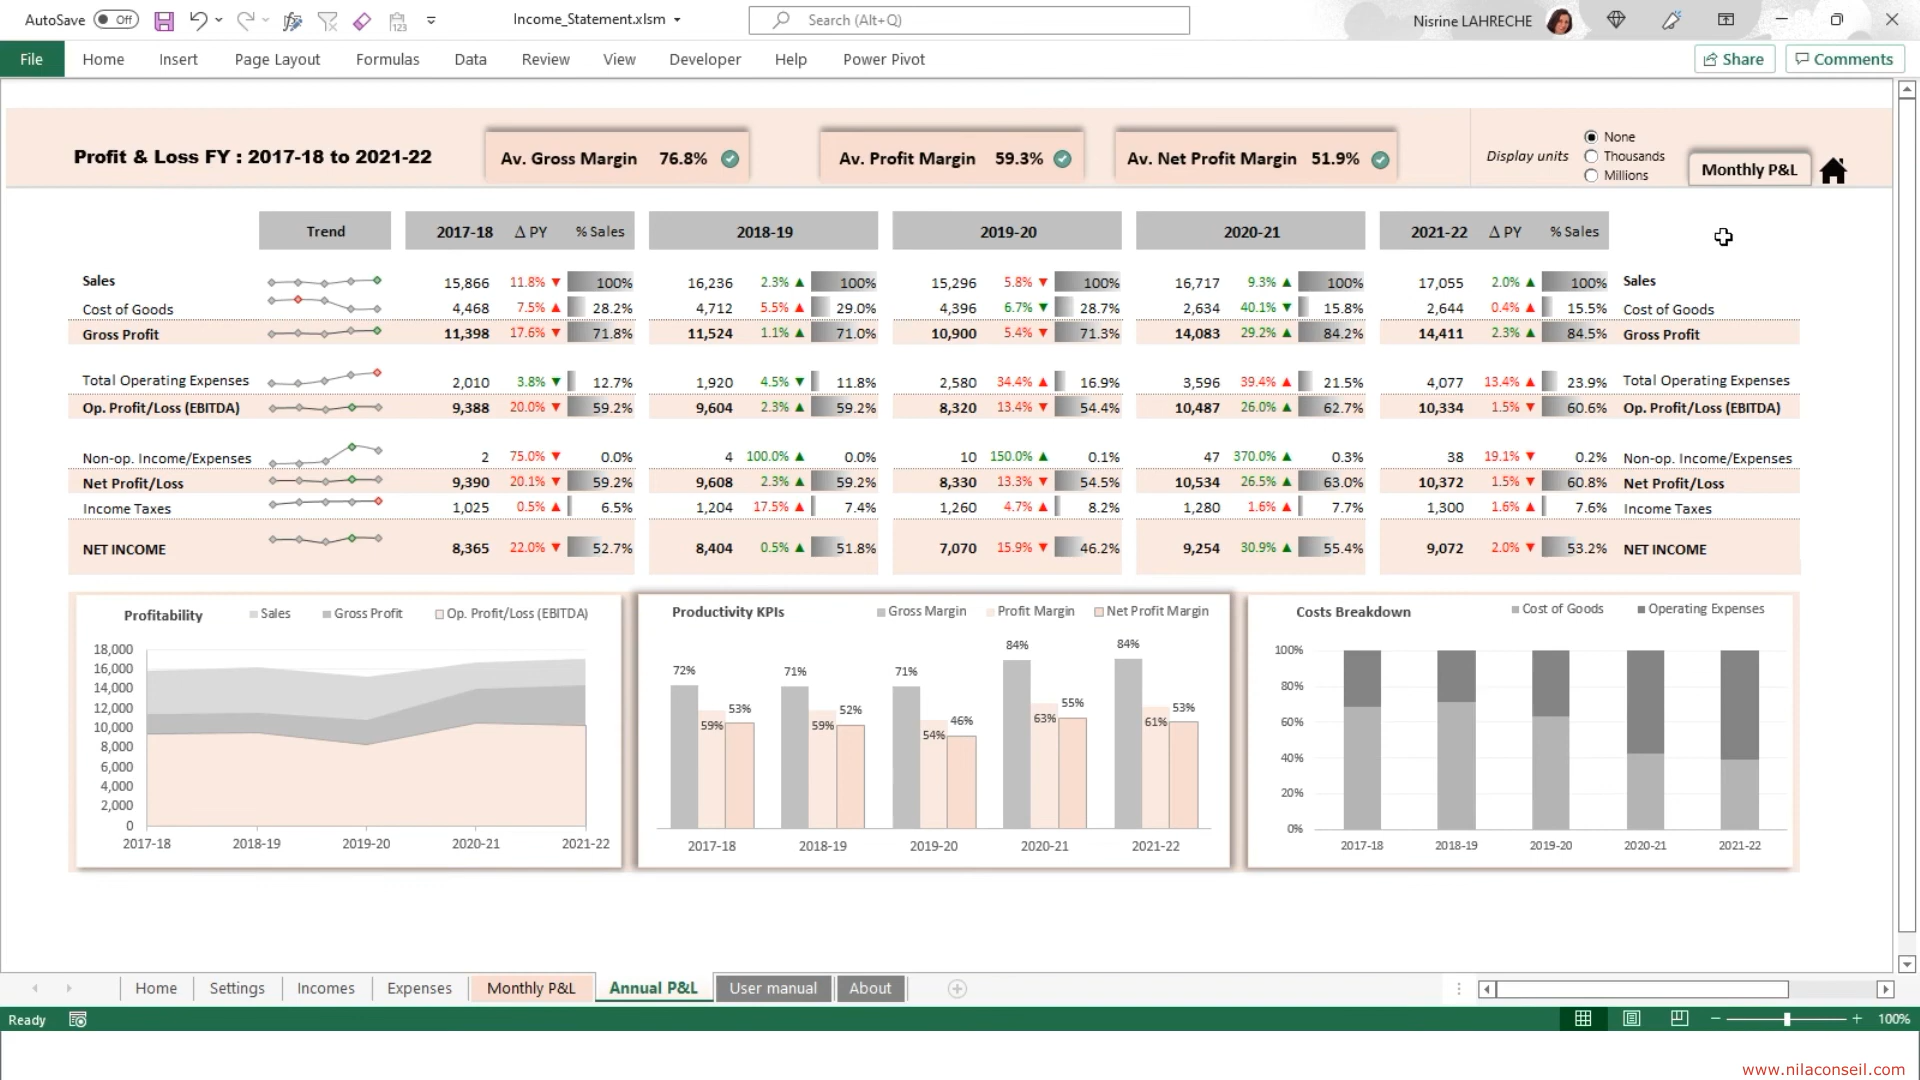 AutoSave Off Income_Statement.xlsm Search (Alt+Q) Nisrine LAHRECHE
File Home Insert Page Layout Formulas Data Review View Developer Help Power Pivot Share Comments
Profit & Loss FY : 2017-18 to 2021-22 Av. Gross Margin 76.8% Av. Profit Margin 59.3% Av. Net Profit Margin 51.9% Display units
None
Thousands
Millions
Monthly P&L
Trend 2017-18 Δ PY % Sales 2018-19 2019-20 2020-21 2021-22 Δ PY % Sales
Sales 15,866 11.8% ▼ 100% 16,236 2.3% ▲ 100% 15,296 5.8% ▼ 100% 16,717 9.3% ▲ 100% 17,055 2.0% ▲ 100% Sales
Cost of Goods 4,468 7.5% ▲ 28.2% 4,712 5.5% ▲ 29.0% 4,396 6.7% ▼ 28.7% 2,634 40.1% ▼ 15.8% 2,644 0.4% ▲ 15.5% Cost of Goods
Gross Profit 11,398 17.6% ▼ 71.8% 11,524 1.1% ▲ 71.0% 10,900 5.4% ▼ 71.3% 14,083 29.2% ▲ 84.2% 14,411 2.3% ▲ 84.5% Gross Profit
Total Operating Expenses 2,010 3.8% ▼ 12.7% 1,920 4.5% ▼ 11.8% 2,580 34.4% ▲ 16.9% 3,596 39.4% ▲ 21.5% 4,077 13.4% ▲ 23.9% Total Operating Expenses
Op. Profit/Loss (EBITDA) 9,388 20.0% ▼ 59.2% 9,604 2.3% ▲ 59.2% 8,320 13.4% ▼ 54.4% 10,487 26.0% ▲ 62.7% 10,334 1.5% ▼ 60.6% Op. Profit/Loss (EBITDA)
Non-op. Income/Expenses 2 75.0% ▼ 0.0% 4 100.0% ▲ 0.0% 10 150.0% ▲ 0.1% 47 370.0% ▲ 0.3% 38 19.1% ▼ 0.2% Non-op. Income/Expenses
Net Profit/Loss 9,390 20.1% ▼ 59.2% 9,608 2.3% ▲ 59.2% 8,330 13.3% ▼ 54.5% 10,534 26.5% ▲ 63.0% 10,372 1.5% ▼ 60.8% Net Profit/Loss
Income Taxes 1,025 0.5% ▲ 6.5% 1,204 17.5% ▲ 7.4% 1,260 4.7% ▲ 8.2% 1,280 1.6% ▲ 7.7% 1,300 1.6% ▲ 7.6% Income Taxes
NET INCOME 8,365 22.0% ▼ 52.7% 8,404 0.5% ▲ 51.8% 7,070 15.9% ▼ 46.2% 9,254 30.9% ▲ 55.4% 9,072 2.0% ▼ 53.2% NET INCOME
Profitability Sales Gross Profit Op. Profit/Loss (EBITDA)
18,000
16,000
14,000
12,000
10,000
8,000
6,000
4,000
2,000
0
2017-18 2018-19 2019-20 2020-21 2021-22
Productivity KPIs Gross Margin Profit Margin Net Profit Margin
72% 59% 53% 71% 59% 52% 71% 54% 46% 84% 63% 55% 84% 61% 53%
2017-18 2018-19 2019-20 2020-21 2021-22
Costs Breakdown Cost of Goods Operating Expenses
100%
80%
60%
40%
20%
0%
2017-18 2018-19 2019-20 2020-21 2021-22
Home Settings Incomes Expenses Monthly P&L Annual P&L User manual About
Ready 100%
www.nilaconseil.com